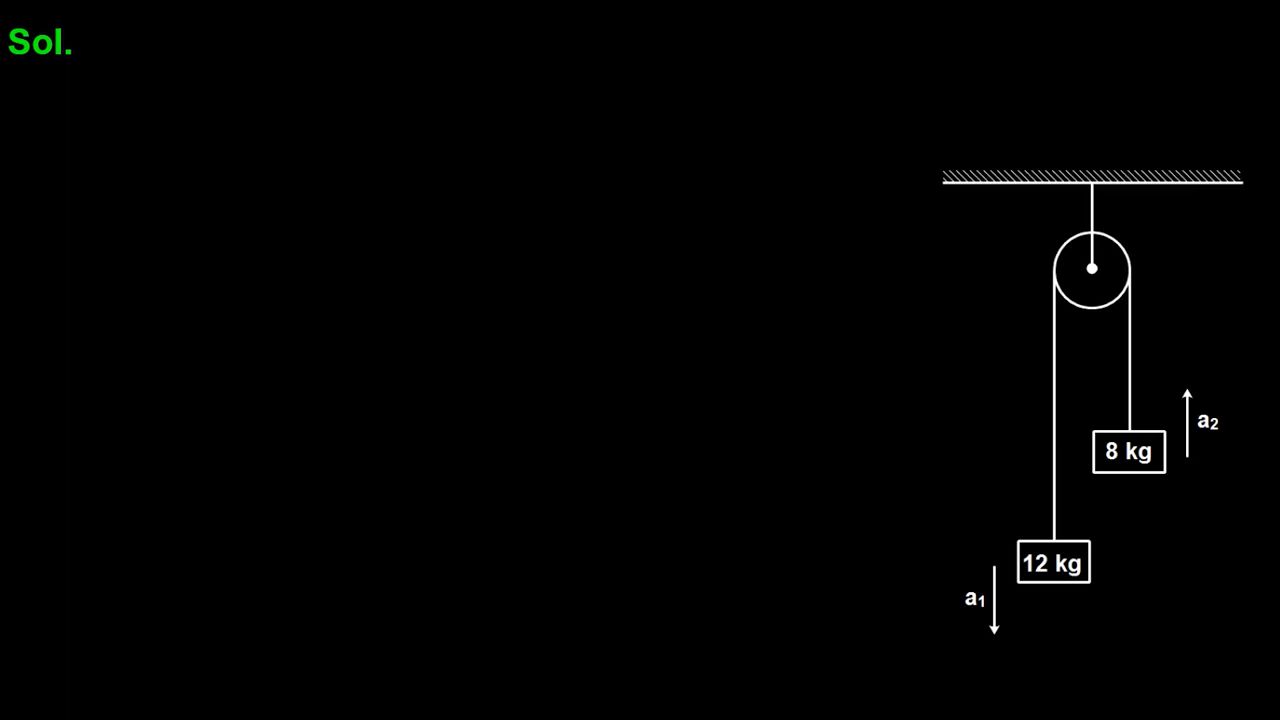 Sol.
a₂
8 kg
12 kg
a₁